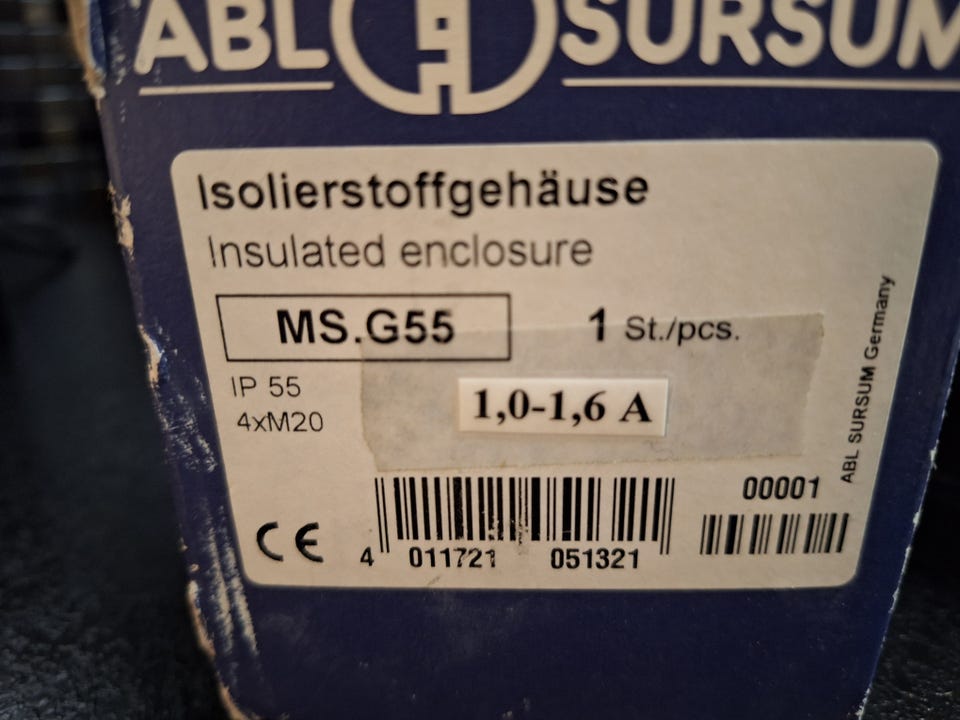 ABL SURSUM
Isolierstoffgehäuse
Insulated enclosure
MS.G55
1 St./pcs.
IP 55
4xM20
1,0-1,6 A
ABL SURSUM Germany
00001
CE
4 011721 051321